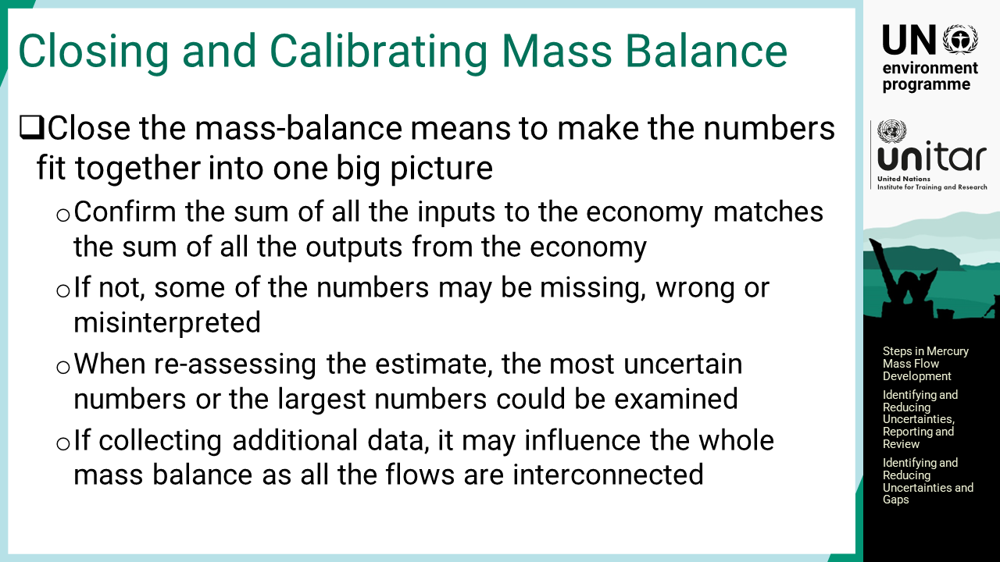 Closing and Calibrating Mass Balance
❑Close the mass-balance means to make the numbers
fit together into one big picture
oConfirm the sum of all the inputs to the economy matches
the sum of all the outputs from the economy
oIf not, some of the numbers may be missing, wrong or
misinterpreted
oWhen re-assessing the estimate, the most uncertain
numbers or the largest numbers could be examined
oIf collecting additional data, it may influence the whole
mass balance as all the flows are interconnected
UN
environment
programme
unitar
United Nations
Institute for Training and Research
Steps in Mercury
Mass Flow
Development
Identifying and
Reducing
Uncertainties,
Reporting and
Review
Identifying and
Reducing
Uncertainties and
Gaps